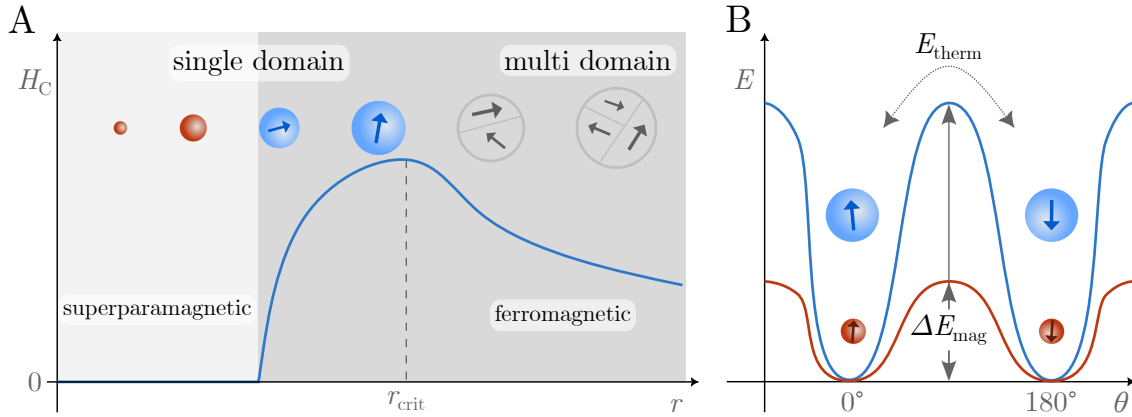 A
single domain
multi domain
H_C
superparamagnetic
ferromagnetic
0
r_crit
r
B
E
E_therm
ΔE_mag
0°
180°
θ